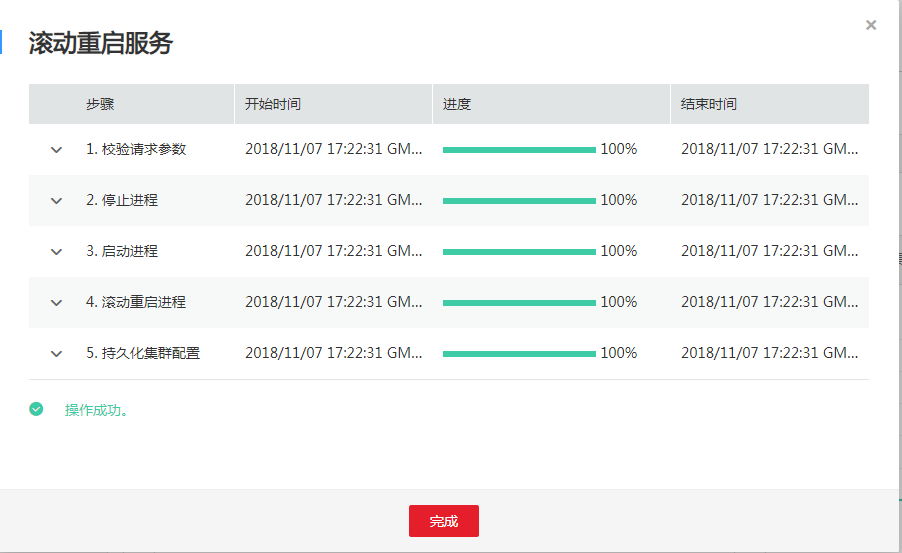 滚动重启服务
×
步骤 开始时间 进度 结束时间
1. 校验请求参数 2018/11/07 17:22:31 GM... 100% 2018/11/07 17:22:31 GM...
2. 停止进程 2018/11/07 17:22:31 GM... 100% 2018/11/07 17:22:31 GM...
3. 启动进程 2018/11/07 17:22:31 GM... 100% 2018/11/07 17:22:31 GM...
4. 滚动重启进程 2018/11/07 17:22:31 GM... 100% 2018/11/07 17:22:31 GM...
5. 持久化集群配置 2018/11/07 17:22:31 GM... 100% 2018/11/07 17:22:31 GM...
操作成功。
完成